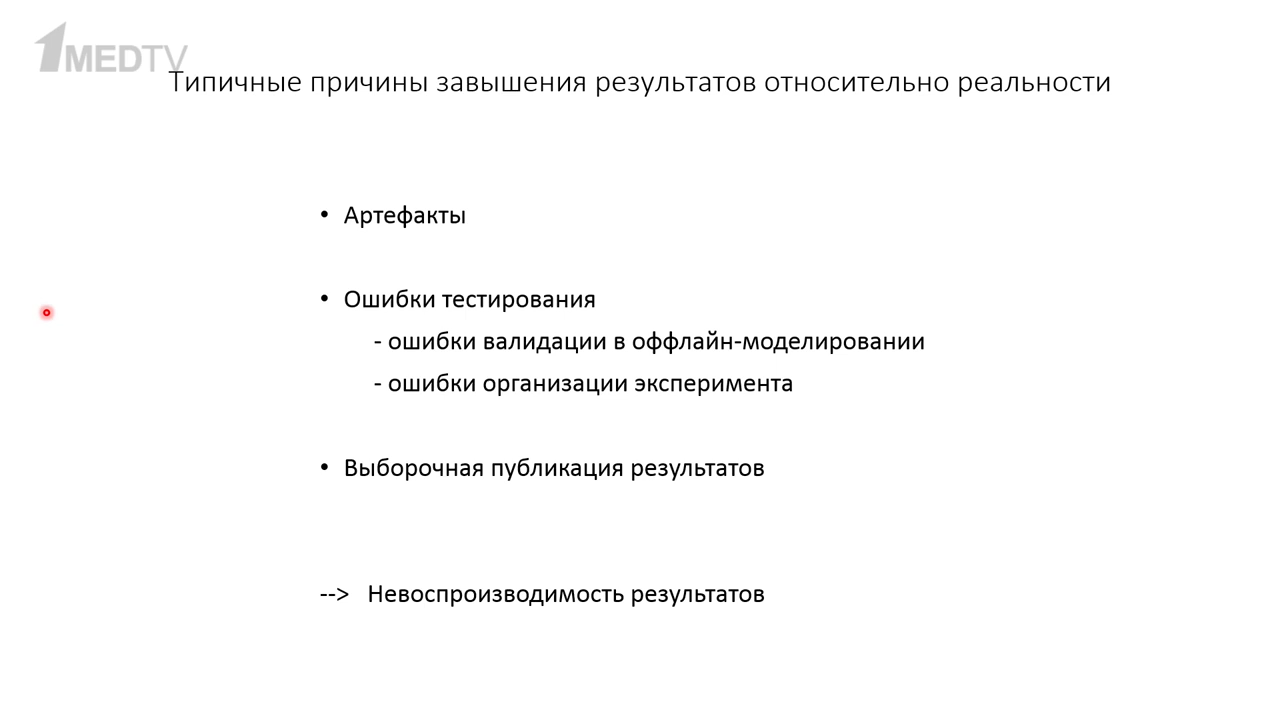 1MEDTV
Типичные причины завышения результатов относительно реальности
• Артефакты
• Ошибки тестирования
- ошибки валидации в оффлайн-моделировании
- ошибки организации эксперимента
• Выборочная публикация результатов
--> Невоспроизводимость результатов